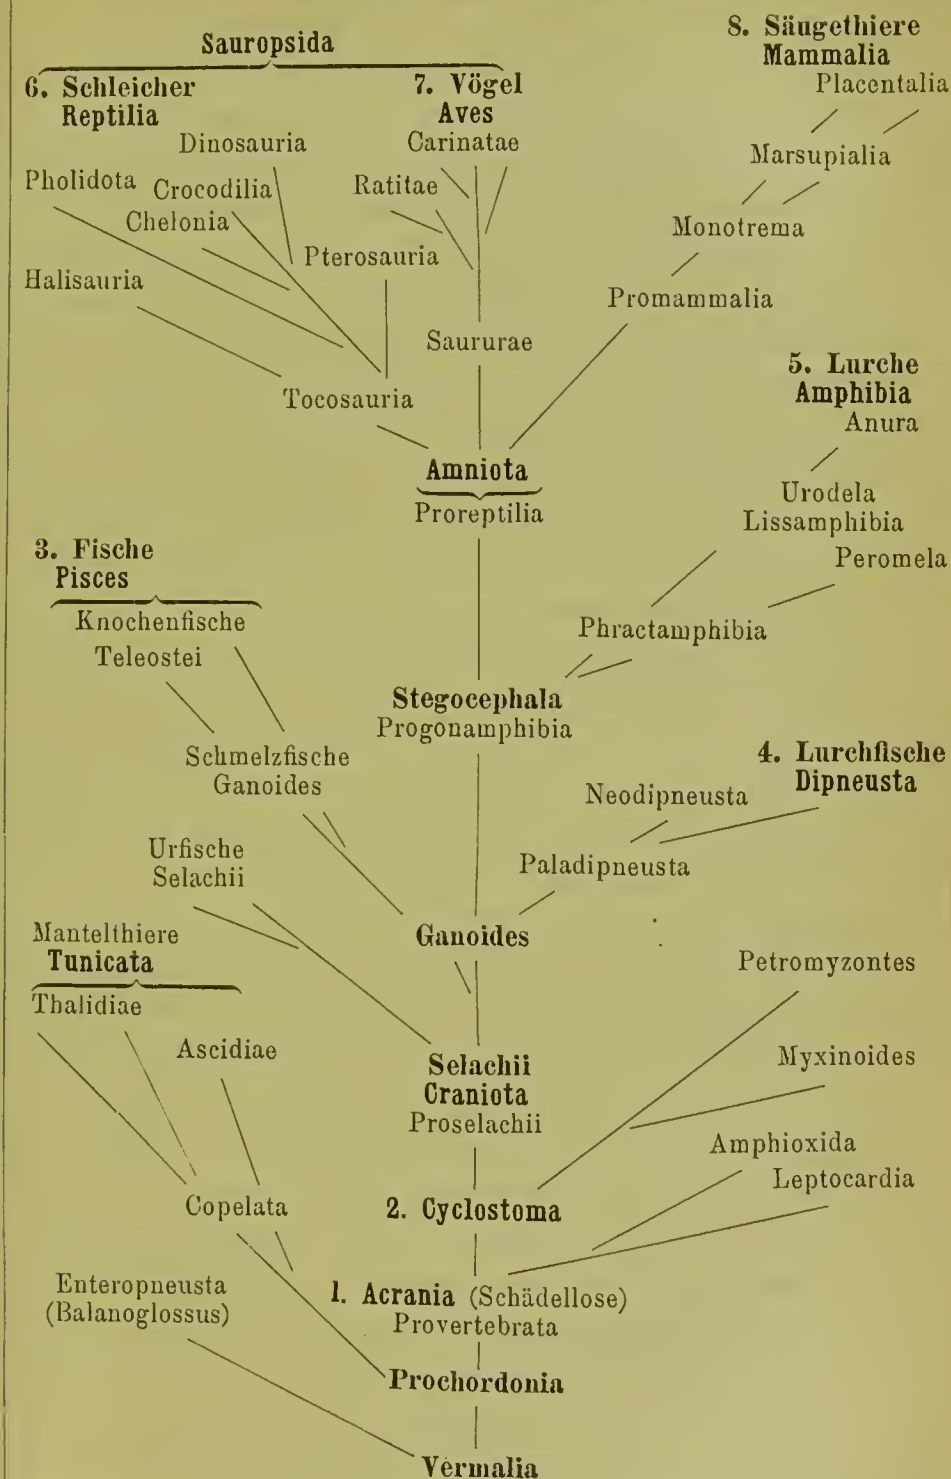 Sauropsida
8. Säugethiere
Mammalia
Placentalia
6. Schleicher
Reptilia
7. Vögel
Aves
Dinosauria
Carinatae
Marsupialia
Pholidota
Crocodilia
Ratitae
Chelonia
Monotrema
Pterosauria
Halisauria
Promammalia
Saururae
5. Lurche
Amphibia
Anura
Tocosauria
Amniota
Proreptilia
Urodela
Lissamphibia
Peromela
3. Fische
Pisces
Knochenfische
Teleostei
Phractamphibia
Stegocephala
Progonamphibia
Schmelzfische
Ganoides
4. Lurchfische
Dipneusta
Neodipneusta
Urfische
Selachii
Paladipneusta
Mantelthiere
Tunicata
Ganoides
Petromyzontes
Thalidiae
Ascidiae
Selachii
Craniota
Proselachii
Myxinoides
Amphioxida
Leptocardia
Copelata
2. Cyclostoma
Enteropneusta
(Balanoglossus)
1. Acrania (Schädellose)
Provertebrata
Prochordonia
Vermalia